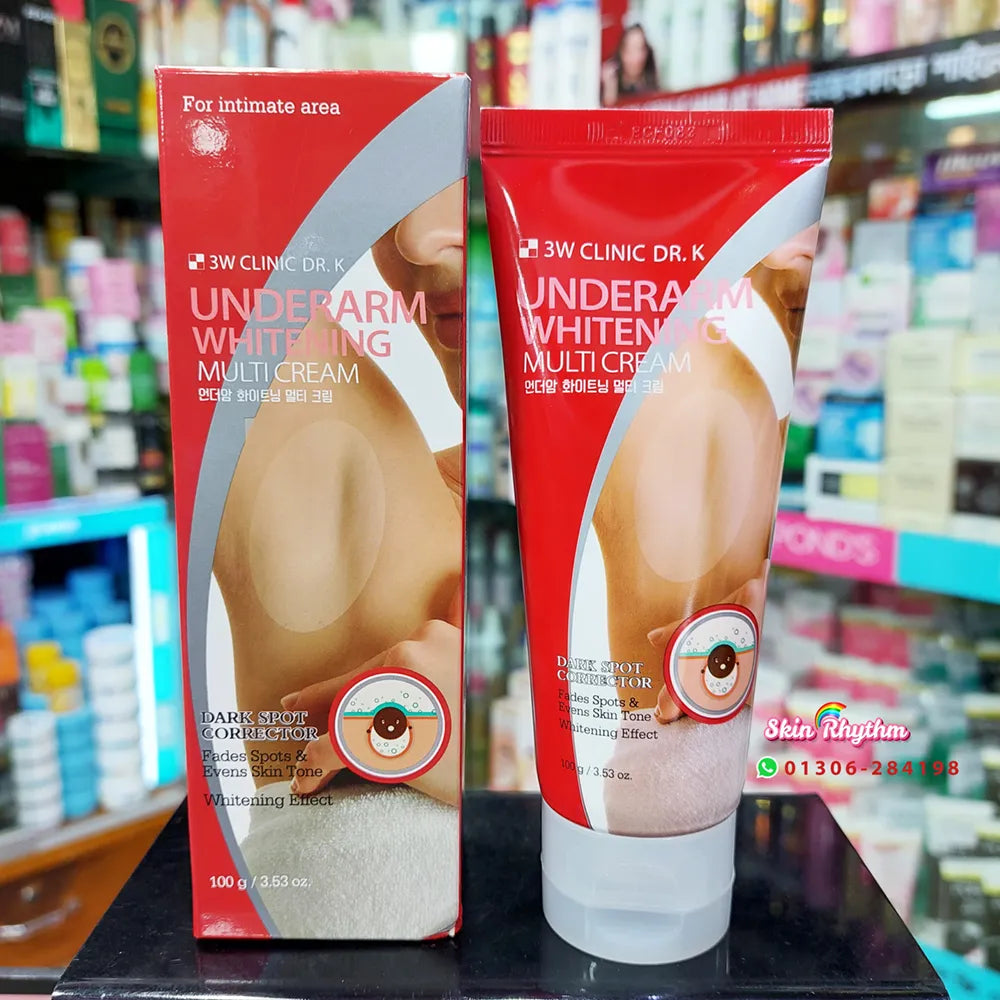 For intimate area
3W CLINIC DR. K
UNDERARM
WHITENING
MULTI CREAM
언더암 화이트닝 멀티 크림
DARK SPOT
CORRECTOR
Fades Spots &
Evens Skin Tone
Whitening Effect
100 g / 3.53 oz.
3W CLINIC DR. K
UNDERARM
WHITENING
MULTI CREAM
언더암 화이트닝 멀티 크림
DARK SPOT
CORRECTOR
Fades Spots &
Evens Skin Tone
Whitening Effect
100 g / 3.53 oz.
POND'S
Skin Rhythm
01306-284198